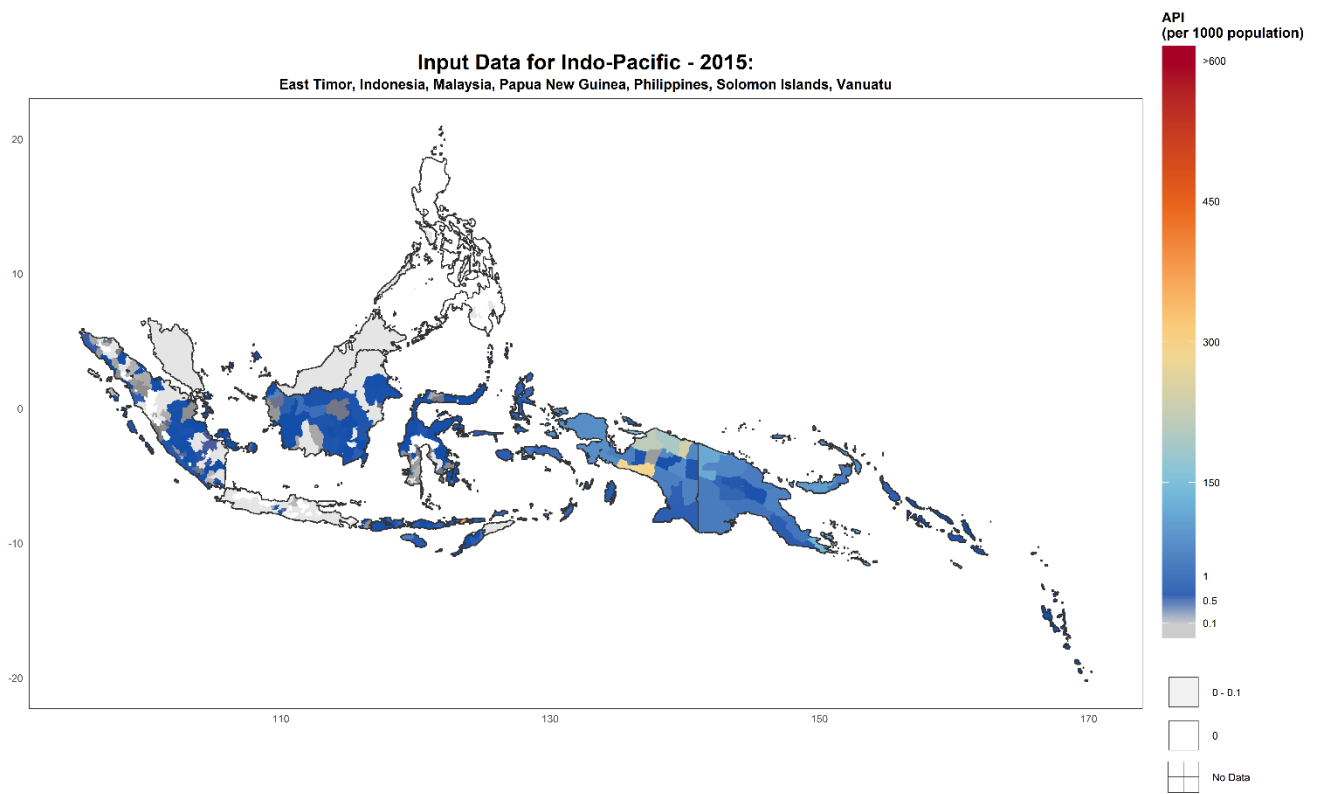 API
(per 1000 population)
Input Data for Indo-Pacific - 2015:
East Timor, Indonesia, Malaysia, Papua New Guinea, Philippines, Solomon Islands, Vanuatu
>600
450
300
150
1
0.5
0.1
20
10
0
-10
-20
110
130
150
170
0 - 0.1
0
No Data